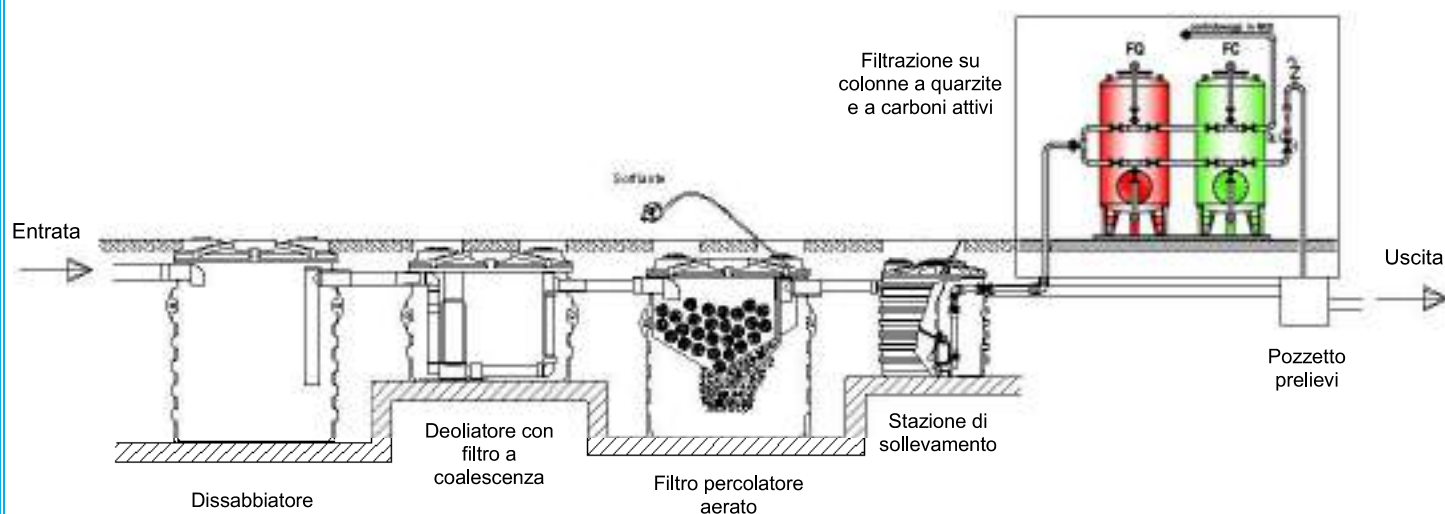 Filtrazione su
colonne a quarzite
e a carboni attivi
FQ
FC
Soffiante
Entrata
Uscita
Pozzetto
prelievi
Stazione di
sollevamento
Deoliatore con
filtro a
coalescenza
Filtro percolatore
aerato
Dissabbiatore